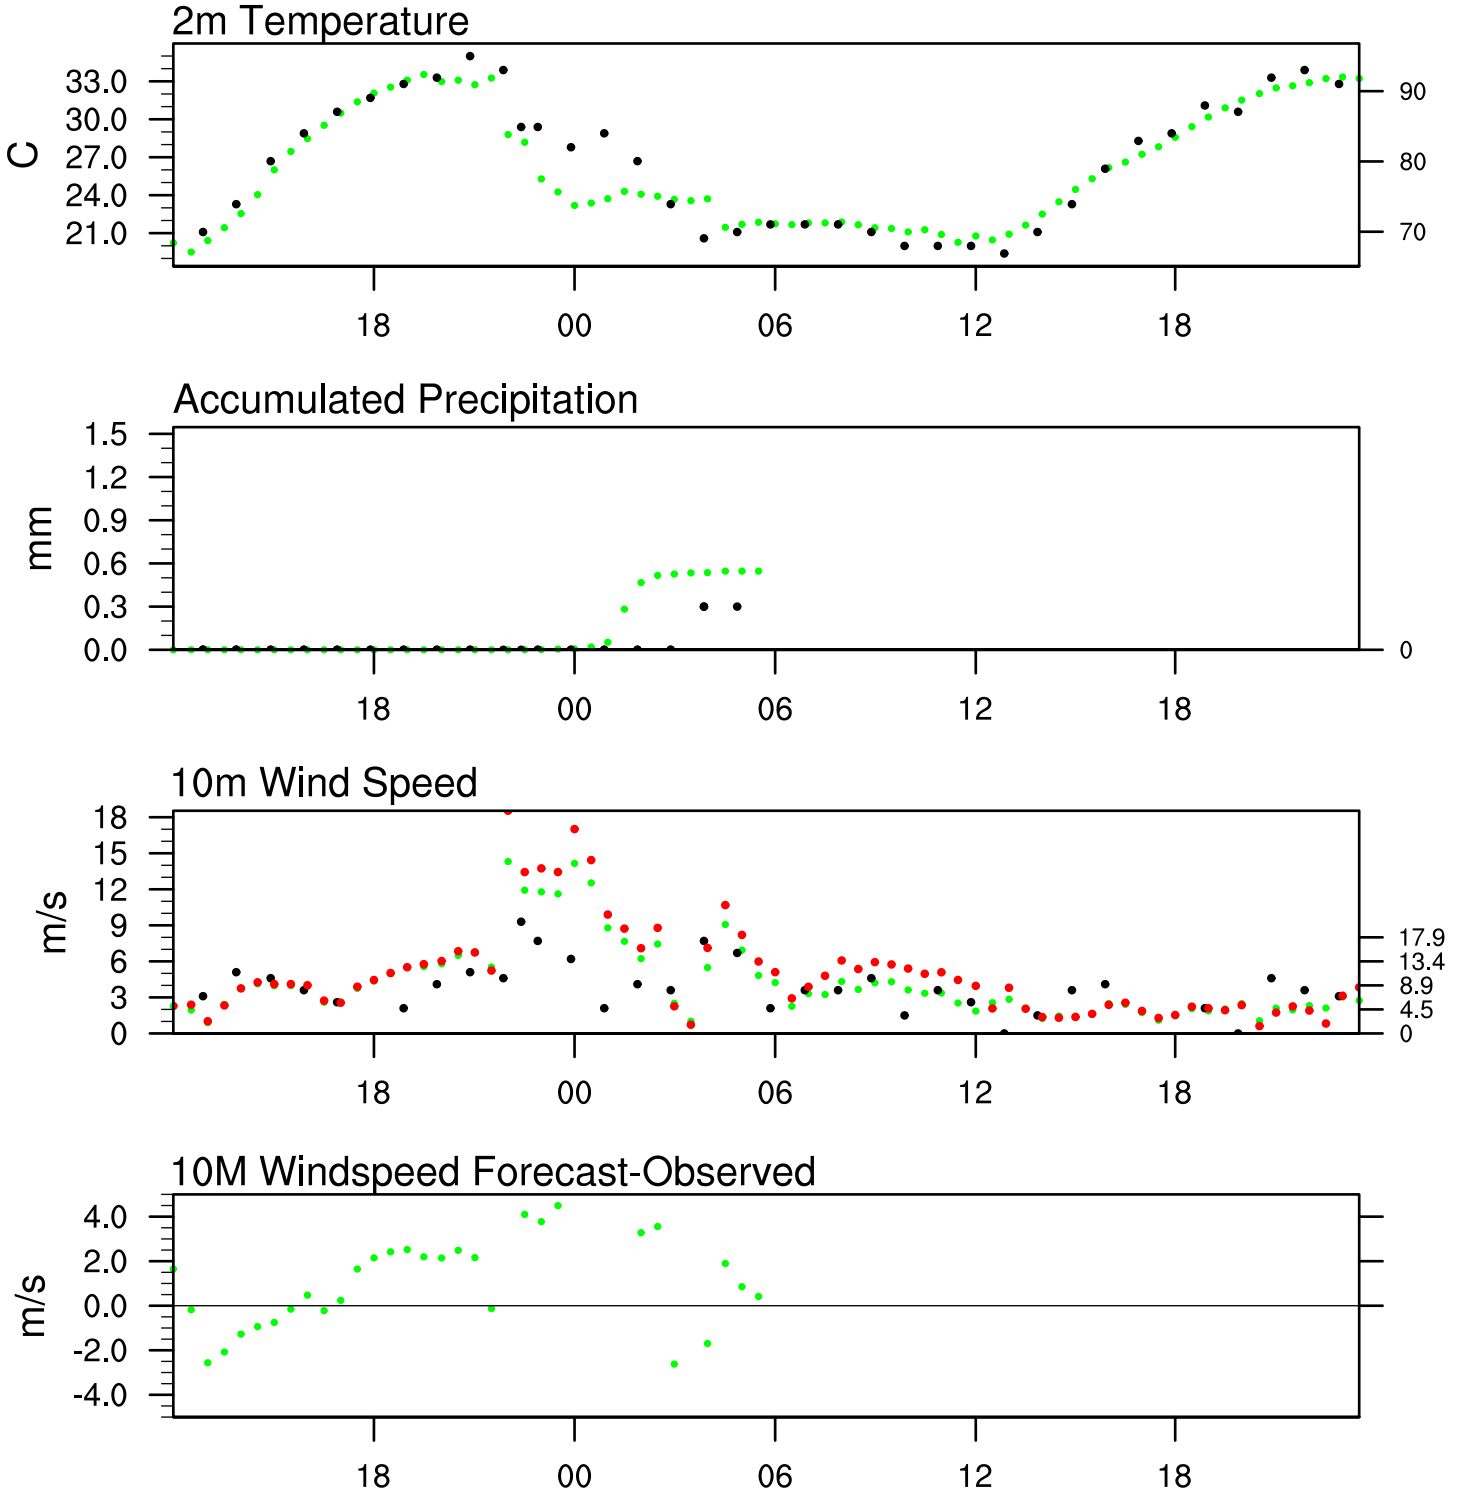 2m Temperature
33.0
30.0
27.0
24.0
21.0
C
90
80
70
18 00 06 12 18
Accumulated Precipitation
1.5
1.2
0.9
0.6
0.3
0.0
mm
0
18 00 06 12 18
10m Wind Speed
18
15
12
9
6
3
0
m/s
17.9
13.4
8.9
4.5
0
18 00 06 12 18
10M Windspeed Forecast-Observed
4.0
2.0
0.0
-2.0
-4.0
m/s
18 00 06 12 18